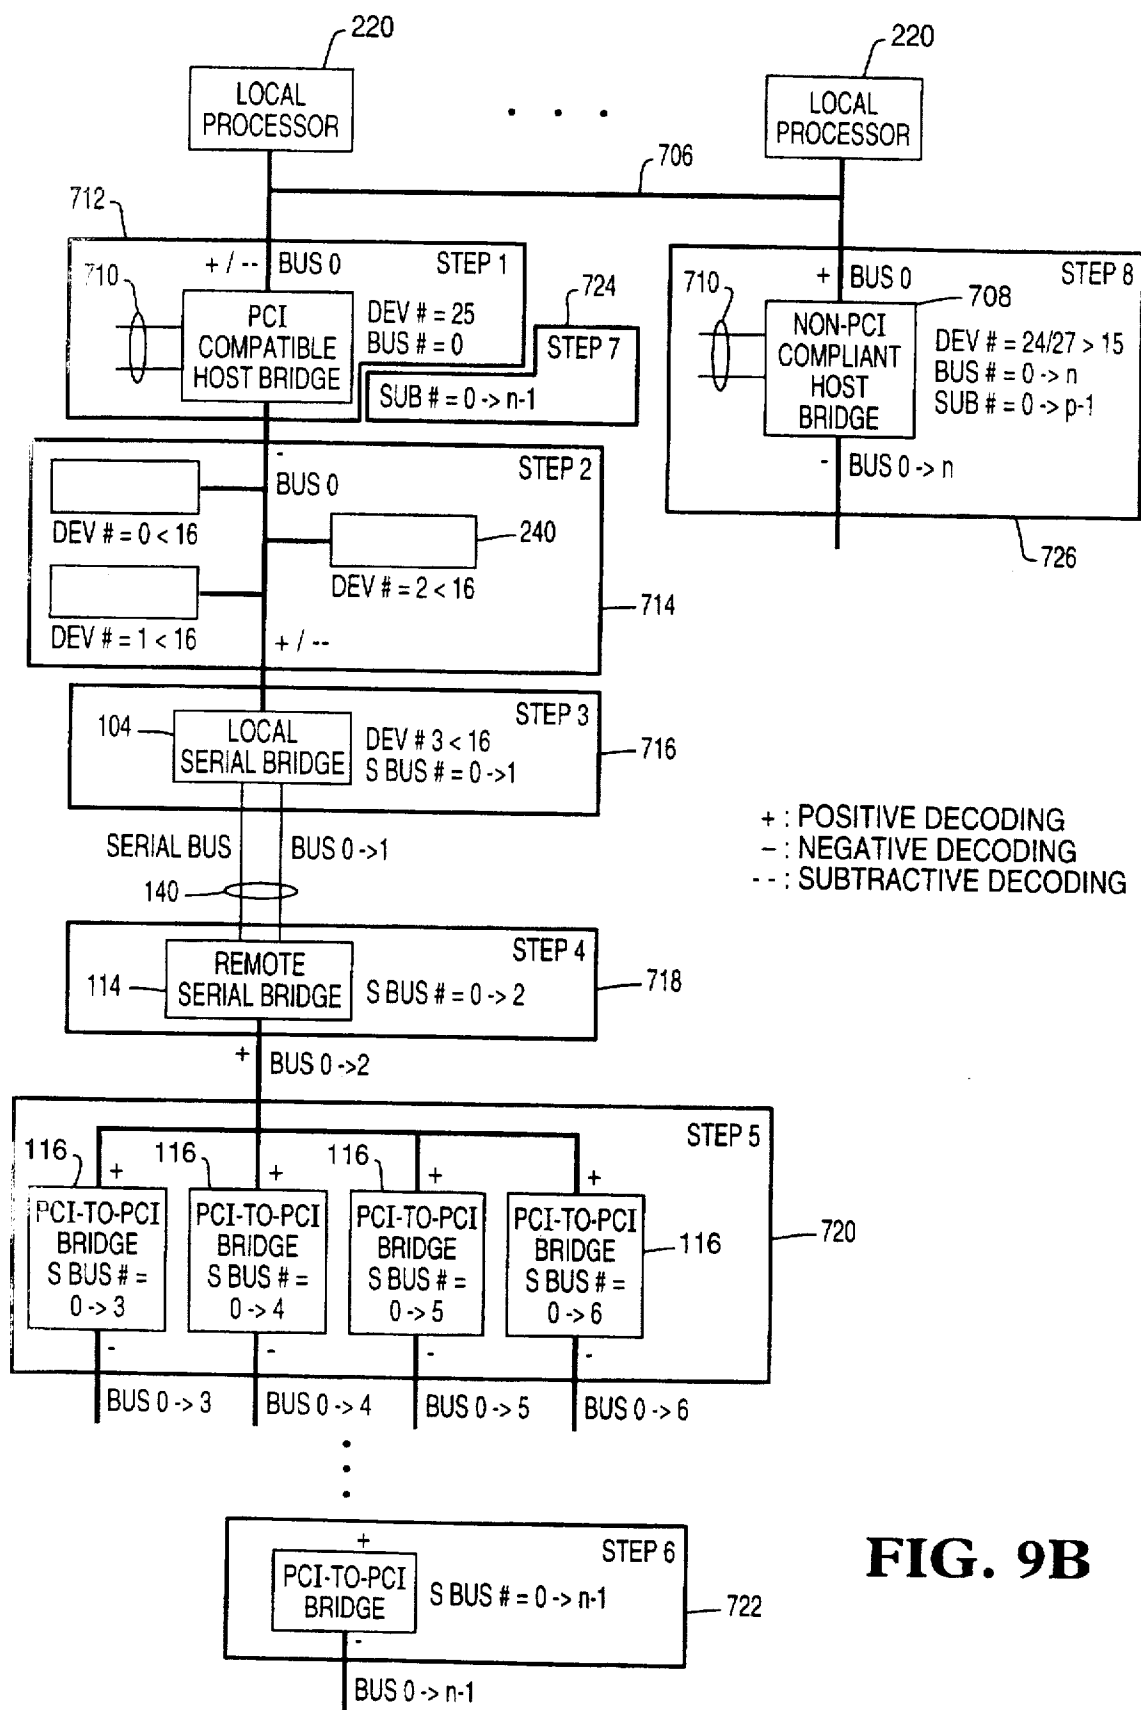 220
220
LOCAL
PROCESSOR
LOCAL
PROCESSOR
706
712
+ / -- BUS 0
STEP 1
710
PCI
COMPATIBLE
HOST BRIDGE
DEV # = 25
BUS # = 0
724
STEP 7
SUB # = 0 -> n-1
+ BUS 0
STEP 8
710
708
NON-PCI
COMPLIANT
HOST
BRIDGE
DEV # = 24/27 > 15
BUS # = 0 -> n
SUB # = 0 -> p-1
- BUS 0 -> n
726
-
BUS 0
STEP 2
DEV # = 0 < 16
240
DEV # = 2 < 16
DEV # = 1 < 16
714
+ / --
STEP 3
104
LOCAL
SERIAL BRIDGE
DEV # 3 < 16
S BUS # = 0 ->1
716
SERIAL BUS
BUS 0 ->1
140
+ : POSITIVE DECODING
– : NEGATIVE DECODING
- - : SUBTRACTIVE DECODING
STEP 4
114
REMOTE
SERIAL BRIDGE
S BUS # = 0 -> 2
718
+ BUS 0 ->2
STEP 5
116 116 116
+ + + +
PCI-TO-PCI
BRIDGE
S BUS # =
0 -> 3
PCI-TO-PCI
BRIDGE
S BUS # =
0 -> 4
PCI-TO-PCI
BRIDGE
S BUS # =
0 -> 5
PCI-TO-PCI
BRIDGE
S BUS # =
0 -> 6
116
720
- - - -
BUS 0 -> 3
BUS 0 -> 4
BUS 0 -> 5
BUS 0 -> 6
+
STEP 6
PCI-TO-PCI
BRIDGE
S BUS # = 0 -> n-1
722
-
BUS 0 -> n-1
FIG. 9B